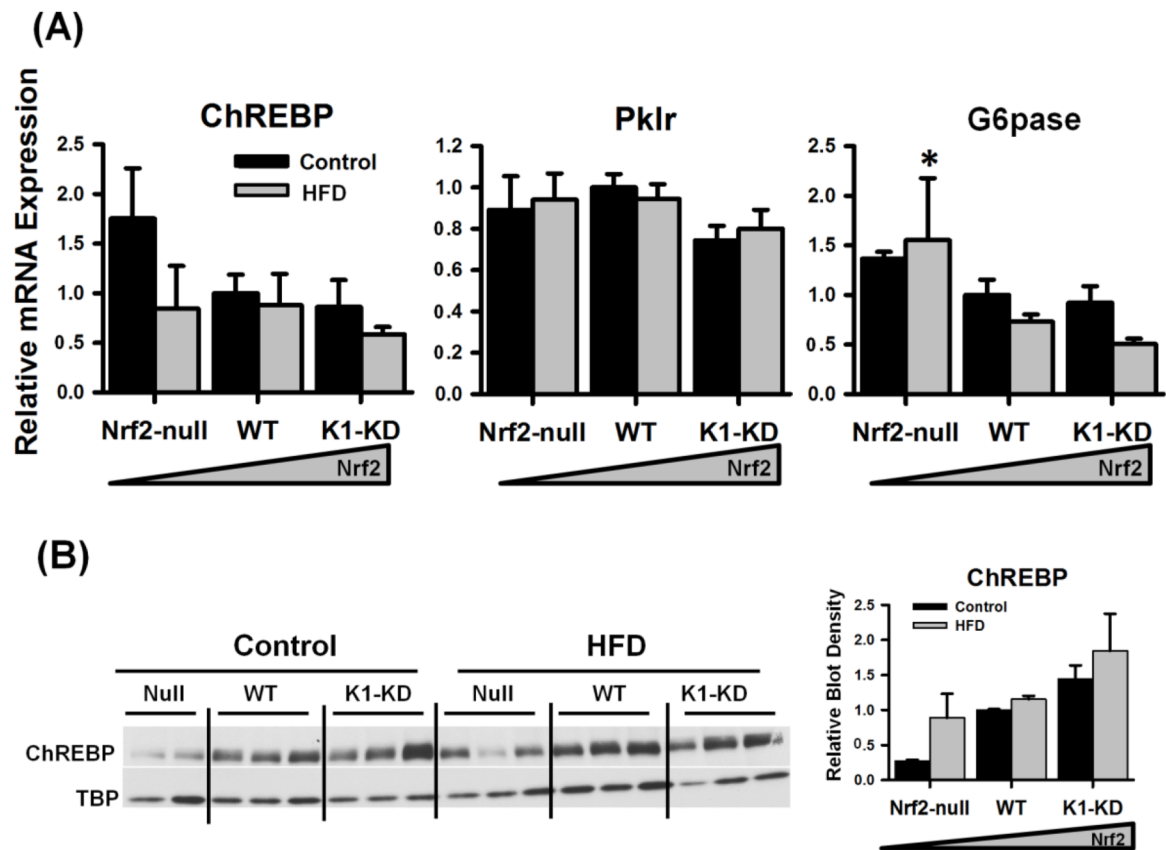 (A)
Relative mRNA Expression
ChREBP
2.5
2.0
1.5
1.0
0.5
0.0
Control
HFD
Nrf2-null WT K1-KD
Nrf2
Pklr
1.2
1.0
0.8
0.6
0.4
0.2
0.0
Nrf2-null WT K1-KD
Nrf2
G6pase
2.5
2.0
1.5
1.0
0.5
0.0
*
Nrf2-null WT K1-KD
Nrf2
(B)
Control HFD
Null WT K1-KD Null WT K1-KD
ChREBP
TBP
ChREBP
Relative Blot Density
2.5
2.0
1.5
1.0
0.5
0.0
Control
HFD
Nrf2-null WT K1-KD
Nrf2